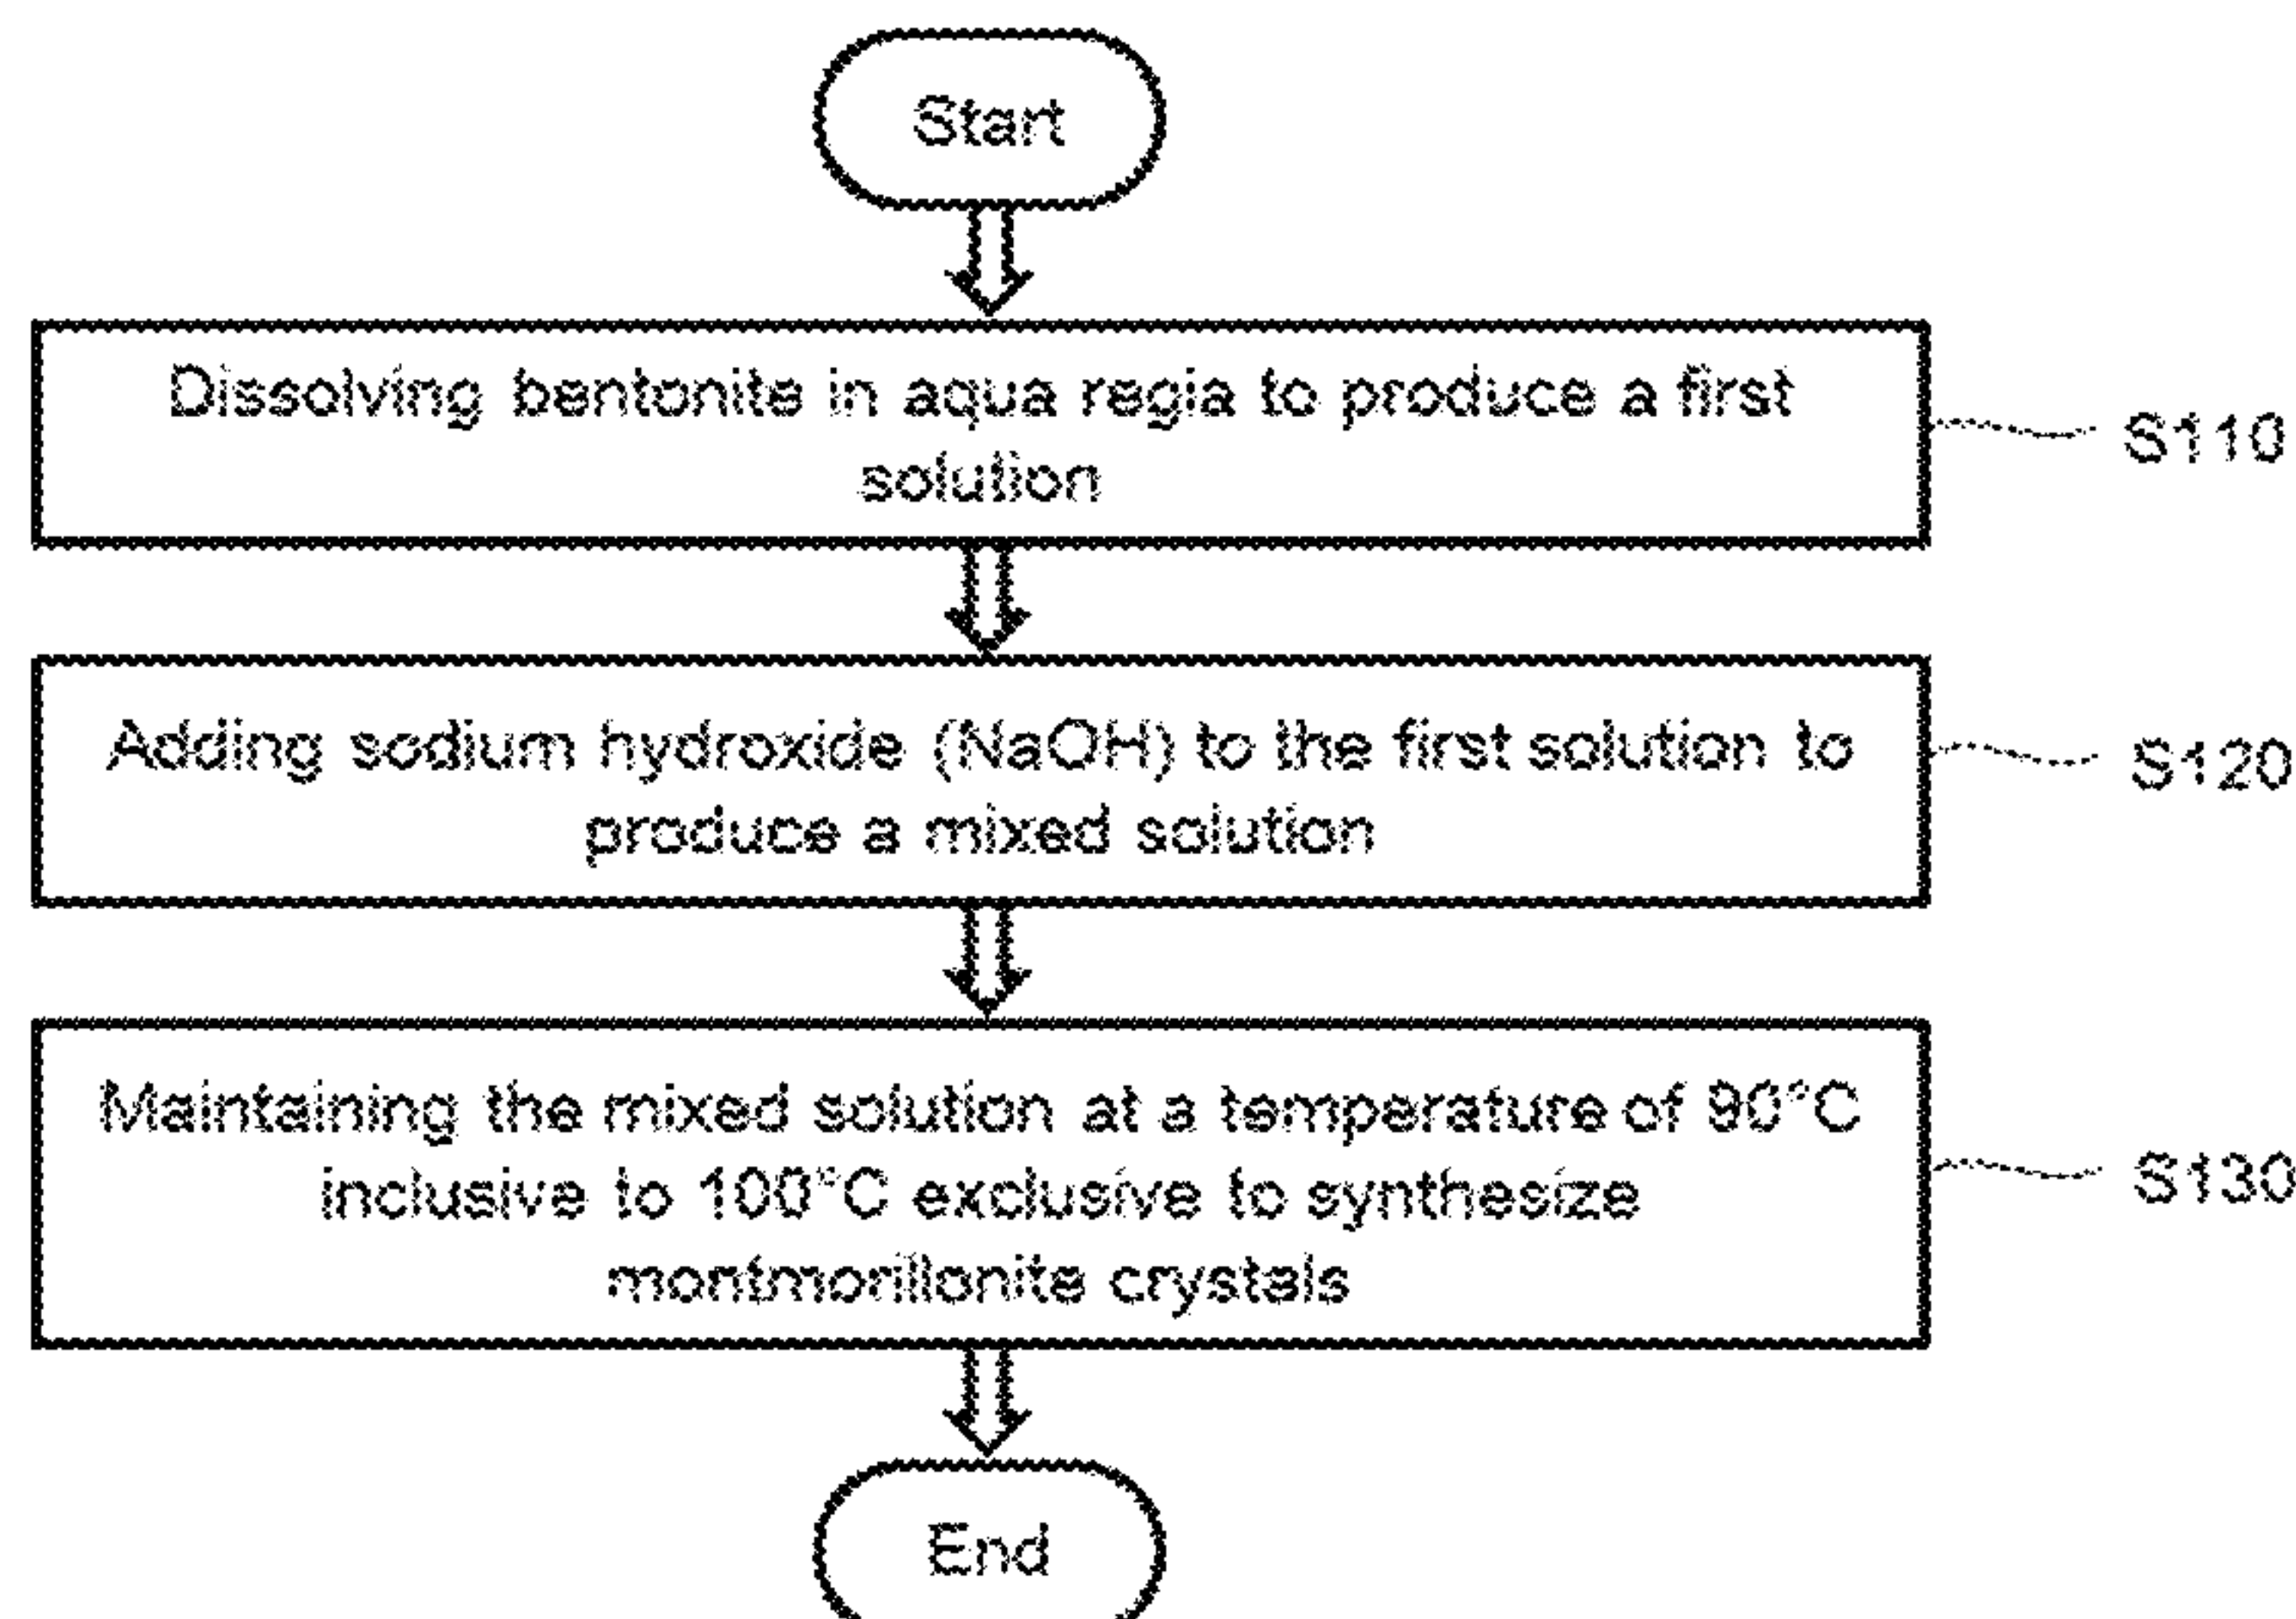 Start
Dissolving bentonite in aqua regia to produce a first
solution
S110
Adding sodium hydroxide (NaOH) to the first solution to
produce a mixed solution
S120
Maintaining the mixed solution at a temperature of 90°C
inclusive to 100°C exclusive to synthesize
montmorillonite crystals
S130
End